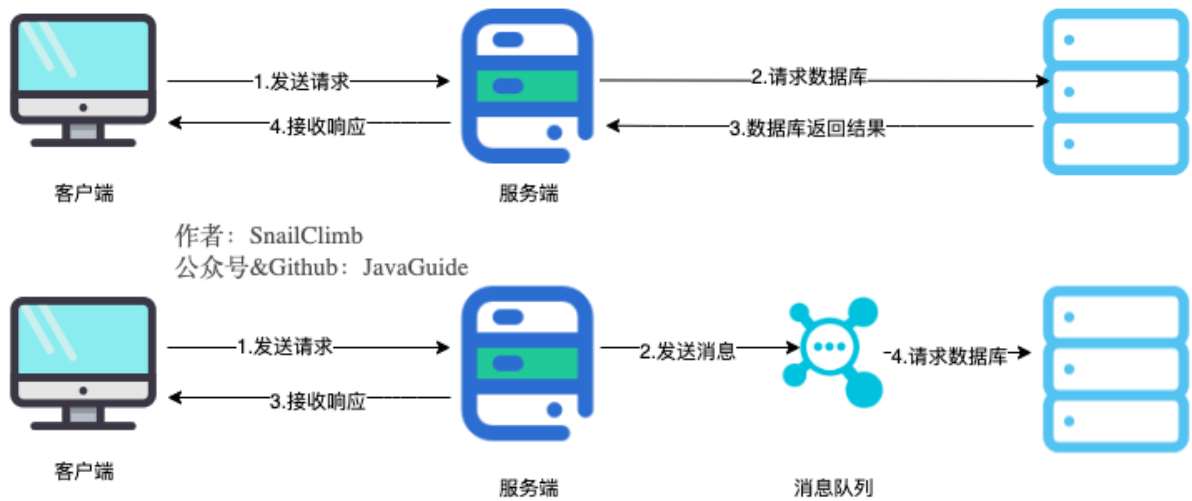 1.发送请求
2.请求数据库
4.接收响应
3.数据库返回结果
客户端
服务端
作者：SnailClimb
公众号&Github：JavaGuide
1.发送请求
2.发送消息
4.请求数据库
3.接收响应
客户端
服务端
消息队列